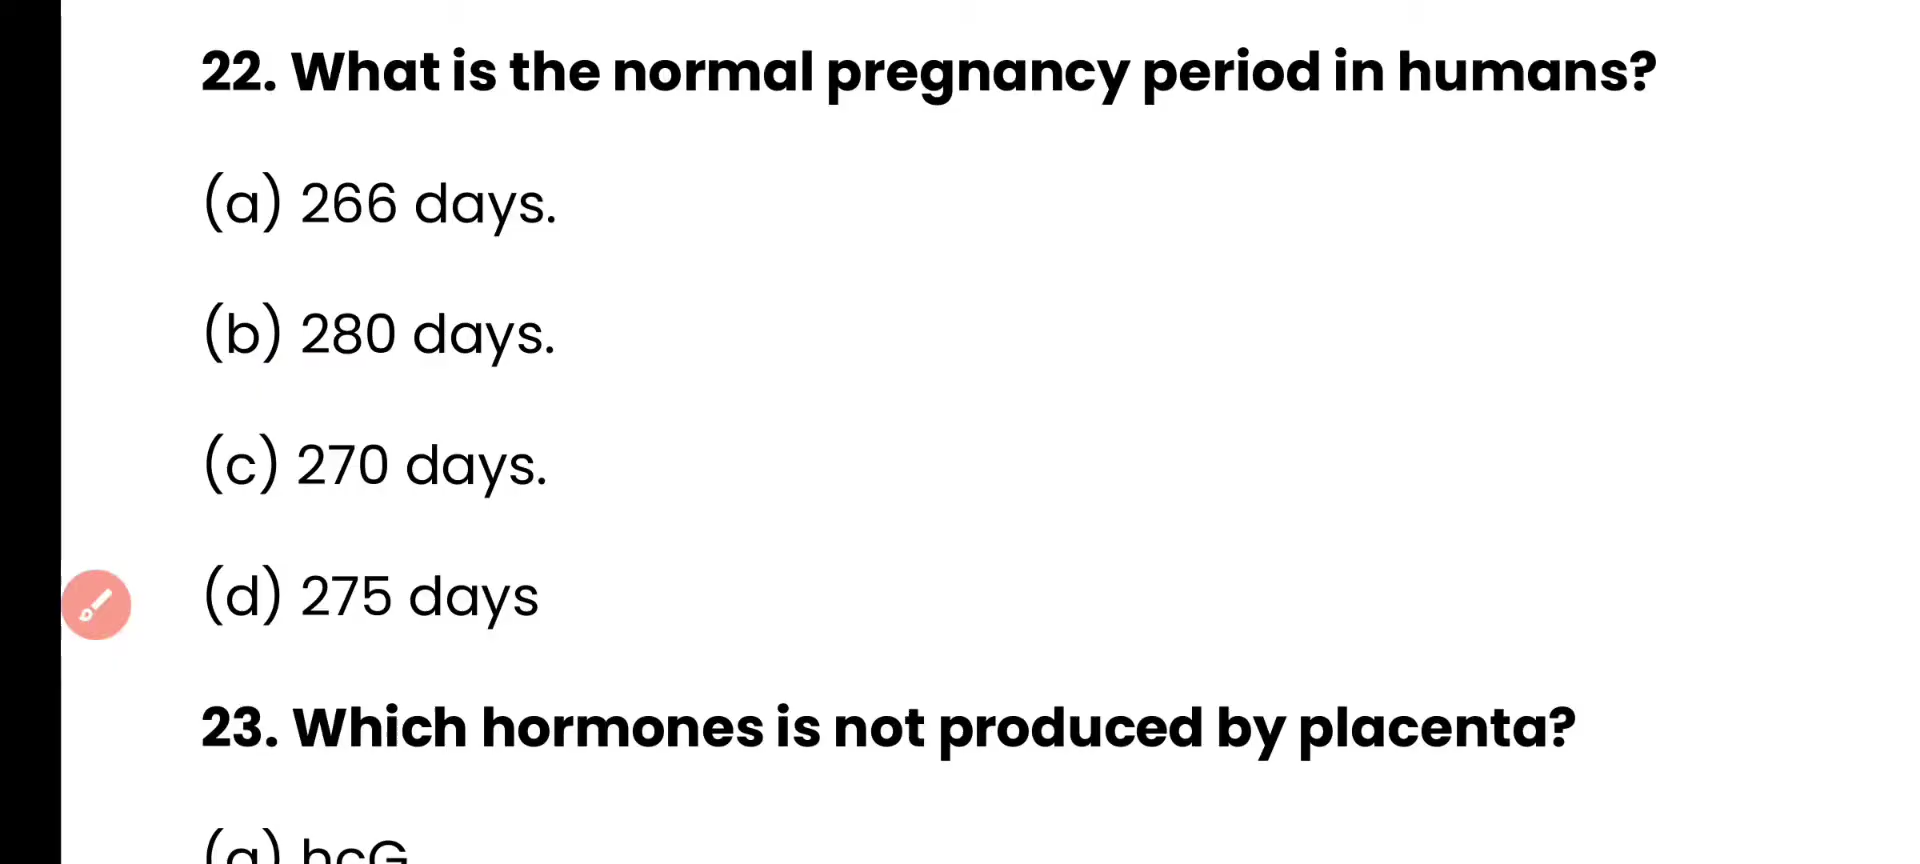 22. What is the normal pregnancy period in humans?
(a) 266 days.
(b) 280 days.
(c) 270 days.
(d) 275 days
23. Which hormones is not produced by placenta?
(a) hcG